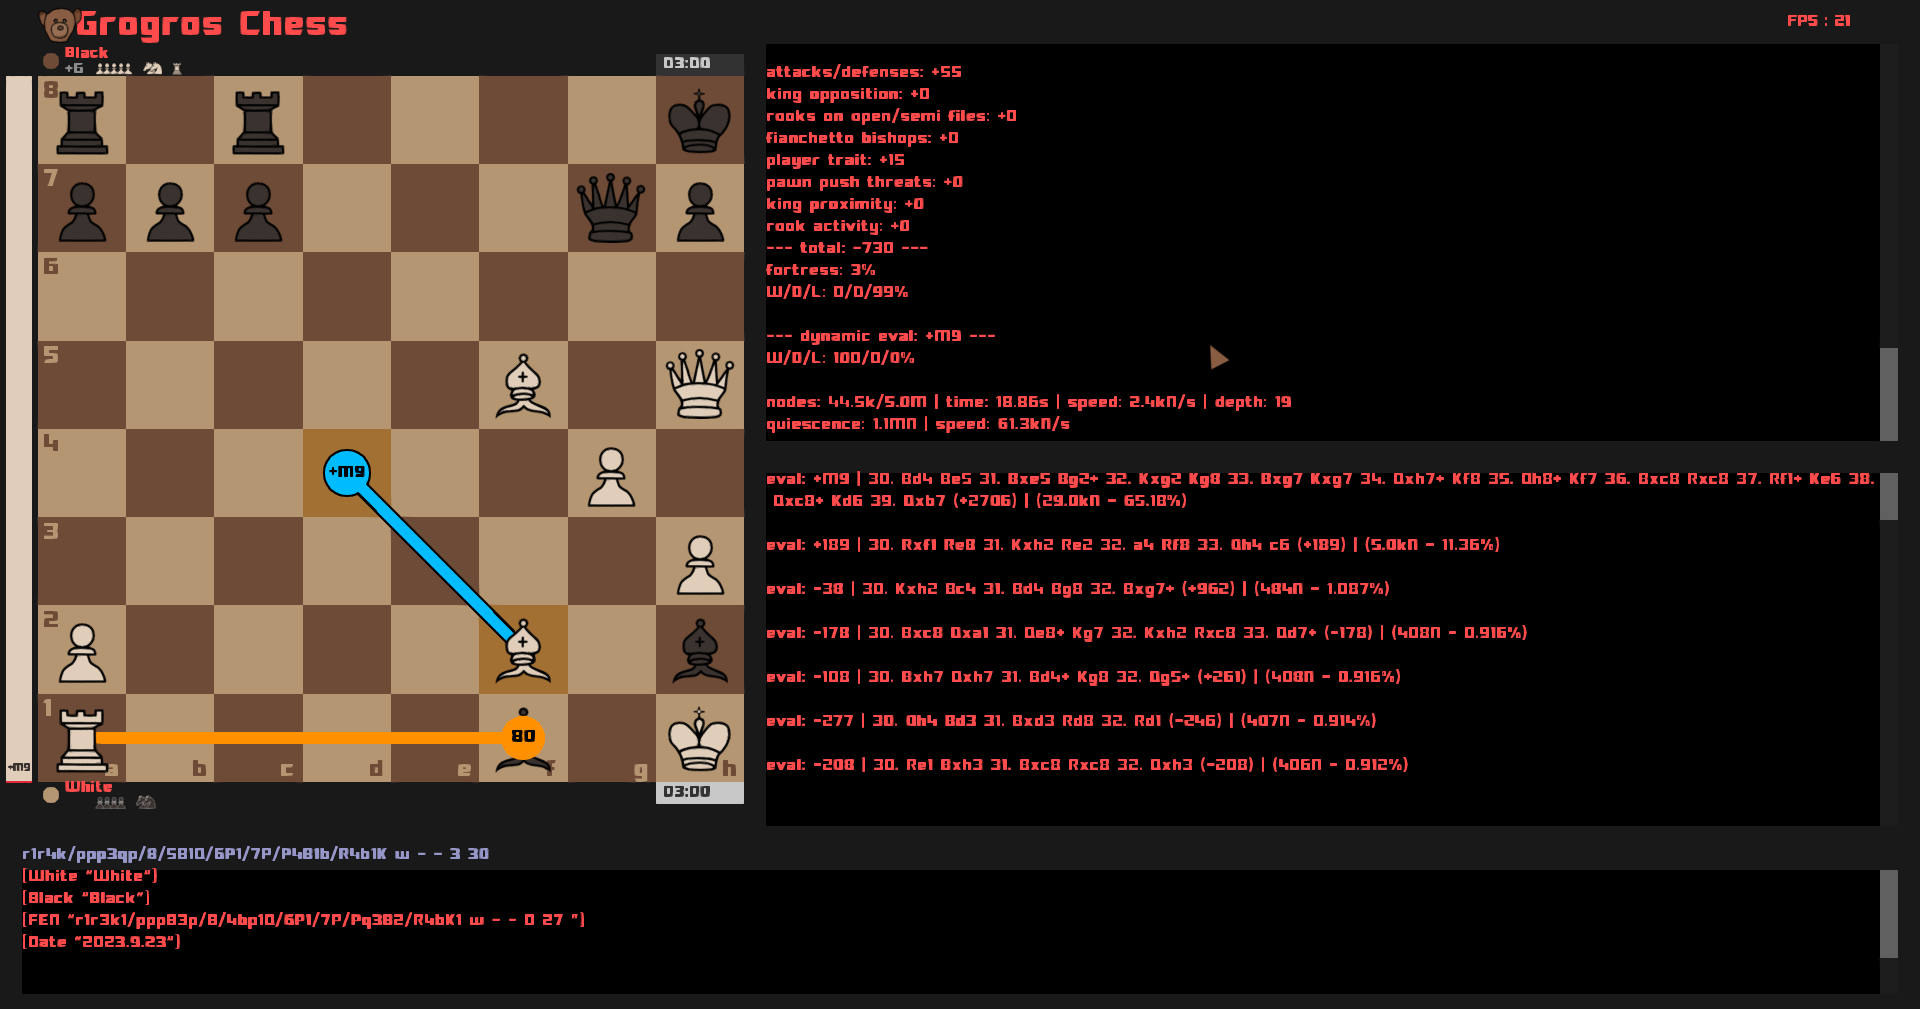 Grogros Chess
FPS : 21
Black
+6
03:00
8
7
6
5
4
3
2
1
a
b
c
d
e
f
g
h
+M9
80
+M9
White
03:00
attacks/defenses: +55
king opposition: +0
rooks on open/semi files: +0
fianchetto bishops: +0
player trait: +15
pawn push threats: +0
king proximity: +0
rook activity: +0
--- total: -730 ---
fortress: 3%
W/D/L: 0/0/99%
--- dynamic eval: +M9 ---
W/D/L: 100/0/0%
nodes: 44.5k/5.0M | time: 18.86s | speed: 2.4kN/s | depth: 19
quiescence: 1.1MN | speed: 61.3kN/s
eval: +M9 | 30. Bd4 Be5 31. Bxe5 Bg2+ 32. Kxg2 Kg8 33. Bxg7 Kxg7 34. Qxh7+ Kf8 35. Qh8+ Kf7 36. Bxc8 Rxc8 37. Rf1+ Ke6 38.
Qxc8+ Kd6 39. Qxb7 (+2706) | (29.0kN - 65.18%)
eval: +189 | 30. Rxf1 Re8 31. Kxh2 Re2 32. a4 Rf8 33. Qh4 c6 (+189) | (5.0kN - 11.36%)
eval: -38 | 30. Kxh2 Bc4 31. Bd4 Bg8 32. Bxg7+ (+962) | (484N - 1.087%)
eval: -178 | 30. Bxc8 Qxa1 31. Qe8+ Kg7 32. Kxh2 Rxc8 33. Qd7+ (-178) | (408N - 0.916%)
eval: -108 | 30. Bxh7 Qxh7 31. Bd4+ Kg8 32. Qg5+ (+261) | (408N - 0.916%)
eval: -277 | 30. Qh4 Bd3 31. Bxd3 Rd8 32. Rd1 (-246) | (407N - 0.914%)
eval: -208 | 30. Re1 Bxh3 31. Bxc8 Rxc8 32. Qxh3 (-208) | (406N - 0.912%)
r1r4k/ppp3qp/8/5B1Q/6P1/7P/P4B1b/R4b1K w - - 3 30
[White "White"]
[Black "Black"]
[FEN "r1r3k1/pppB3p/8/4bp1Q/6P1/7P/Pq3B2/R4bK1 w - - 0 27 "]
[Date "2023.9.23"]